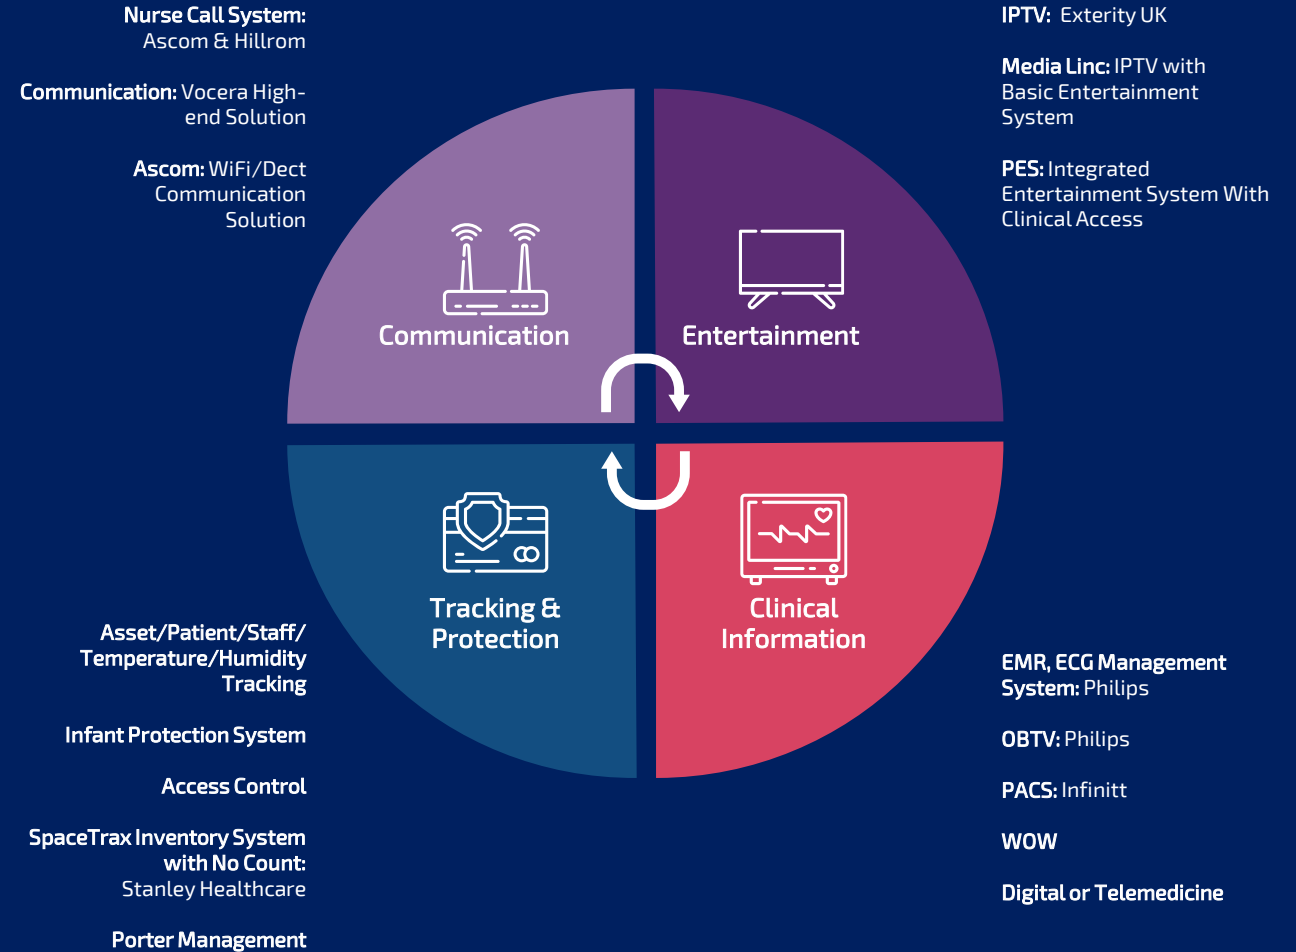 Nurse Call System:
Ascom & Hillrom
Communication: Vocera High-
end Solution
Ascom: WiFi/Dect
Communication
Solution
IPTV: Exterity UK
Media Linc: IPTV with
Basic Entertainment
System
PES: Integrated
Entertainment System With
Clinical Access
Communication
Entertainment
Tracking &
Protection
Clinical
Information
Asset/Patient/Staff/
Temperature/Humidity
Tracking
Infant Protection System
Access Control
SpaceTrax Inventory System
with No Count:
Stanley Healthcare
Porter Management
EMR, ECG Management
System: Philips
OBTV: Philips
PACS: Infinitt
WOW
Digital or Telemedicine